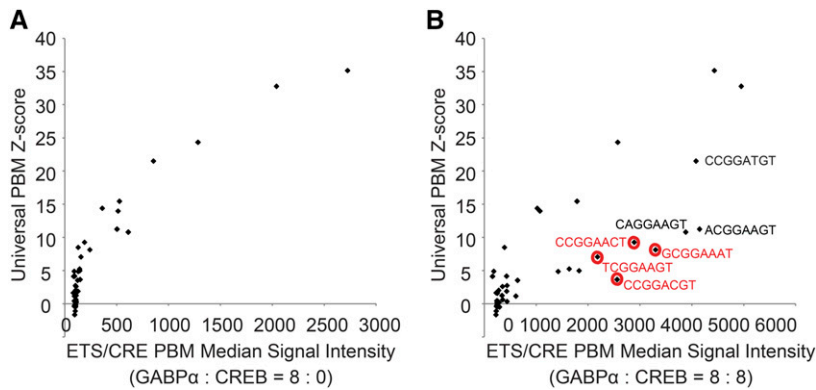 A
Universal PBM Z-score
40
35
30
25
20
15
10
5
0
0 500 1000 1500 2000 2500 3000
ETS/CRE PBM Median Signal Intensity
(GABPα : CREB = 8 : 0)
B
Universal PBM Z-score
40
35
30
25
20
15
10
5
0
CCGGATGT
CAGGAAGT
ACGGAAGT
CCGGAACT
GCGGAAAT
TCGGAAGT
CCGGACGT
0 1000 2000 3000 4000 5000 6000
ETS/CRE PBM Median Signal Intensity
(GABPα : CREB = 8 : 8)